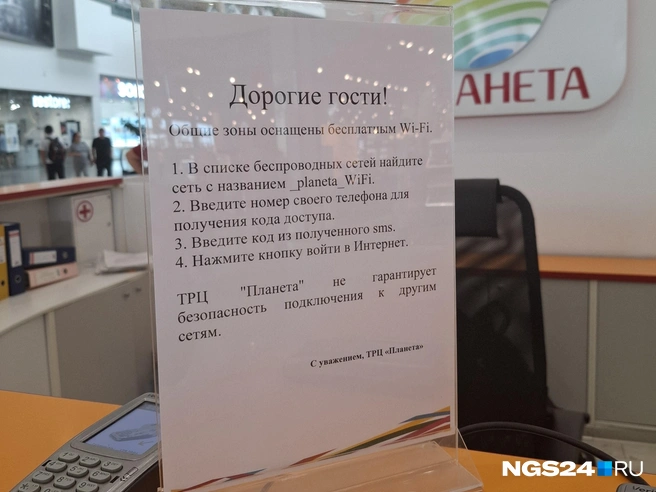 Дорогие гости!
Общие зоны оснащены бесплатным Wi-Fi.
1. В списке беспроводных сетей найдите
сеть с названием _planeta_WiFi.
2. Введите номер своего телефона для
получения кода доступа.
3. Введите код из полученного sms.
4. Нажмите кнопку войти в Интернет.
ТРЦ "Планета" не гарантирует
безопасность подключения к другим
сетям.
С уважением, ТРЦ «Планета»
АНЕТА
NGS24 RU